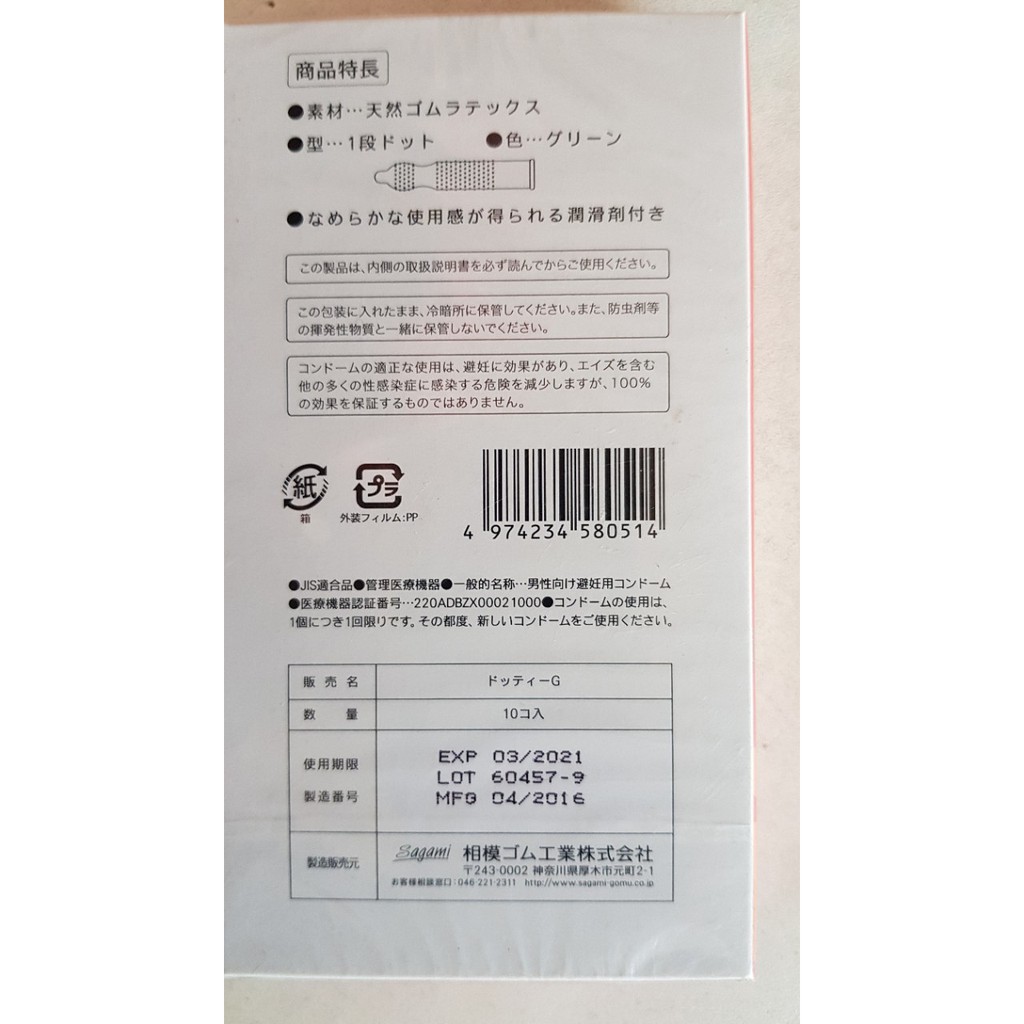 商品特長
●素材…天然ゴムラテックス
●型…1段ドット ●色…グリーン
●なめらかな使用感が得られる潤滑剤付き
この製品は、内側の取扱説明書を必ず読んでからご使用ください。
この包装に入れたまま、冷暗所に保管してください。また、防虫剤等
の揮発性物質と一緒に保管しないでください。
コンドームの適正な使用は、避妊に効果があり、エイズを含む
他の多くの性感染症に感染する危険を減少しますが、100%
の効果を保証するものではありません。
紙
箱
プラ
外装フィルム:PP
4 974234 580514
●JIS適合品●管理医療機器●一般的名称…男性向け避妊用コンドーム
●医療機器認証番号…220ADBZX00021000●コンドームの使用は、
1個につき1回限りです。その都度、新しいコンドームをご使用ください。
販売名 ドッティーG
数量 10コ入
使用期限 EXP 03/2021
LOT 60457-9
製造番号 MFG 04/2016
製造販売元 Sagami 相模ゴム工業株式会社
〒243-0002 神奈川県厚木市元町2-1
お客様相談窓口:046-221-2311 http://www.sagami-gomu.co.jp